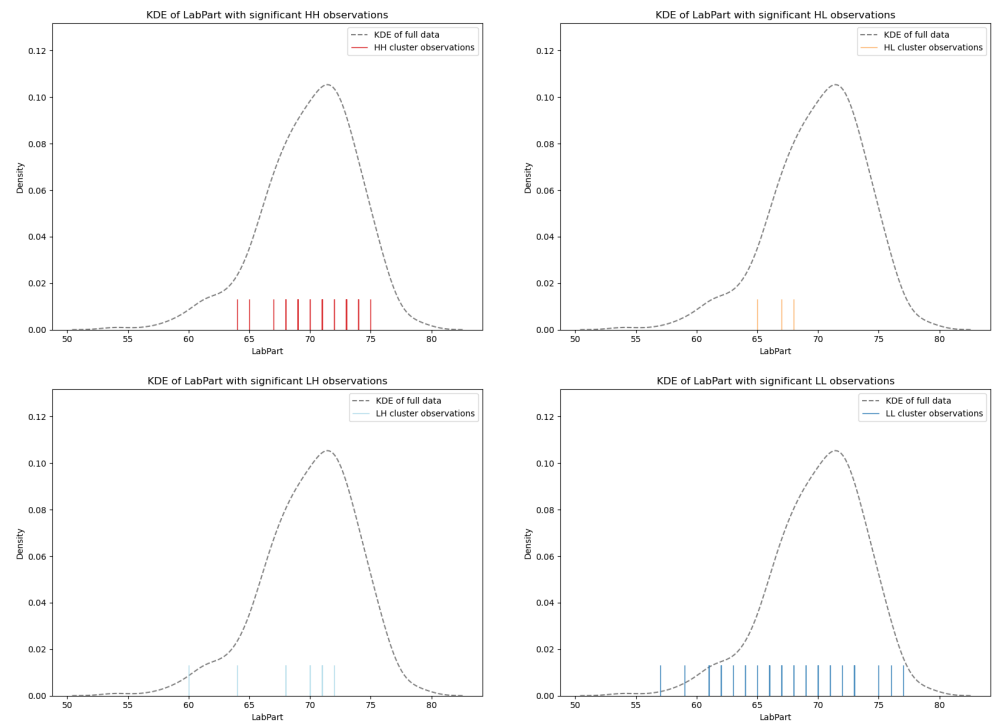 KDE of LabPart with significant HH observations
KDE of full data
HH cluster observations
0.12
0.10
0.08
0.06
0.04
0.02
0.00
Density
50 55 60 65 70 75 80
LabPart
KDE of LabPart with significant HL observations
KDE of full data
HL cluster observations
0.12
0.10
0.08
0.06
0.04
0.02
0.00
Density
50 55 60 65 70 75 80
LabPart
KDE of LabPart with significant LH observations
KDE of full data
LH cluster observations
0.12
0.10
0.08
0.06
0.04
0.02
0.00
Density
50 55 60 65 70 75 80
LabPart
KDE of LabPart with significant LL observations
KDE of full data
LL cluster observations
0.12
0.10
0.08
0.06
0.04
0.02
0.00
Density
50 55 60 65 70 75 80
LabPart